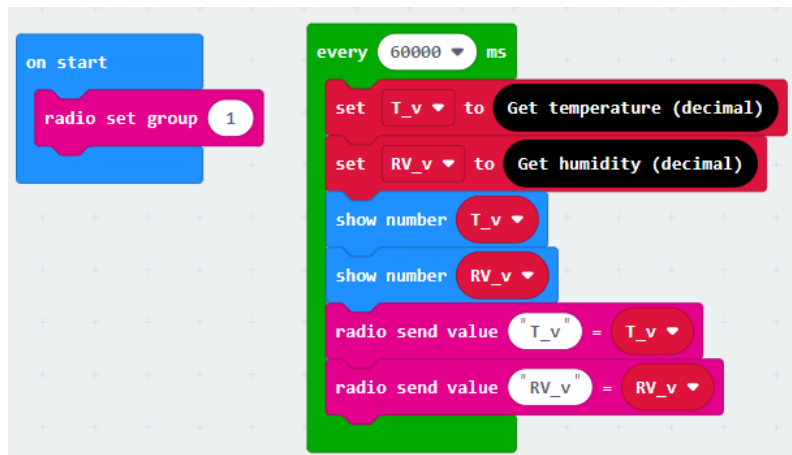 on start
radio set group 1
every 60000 ms
set T_v to Get temperature (decimal)
set RV_v to Get humidity (decimal)
show number T_v
show number RV_v
radio send value "T_v" = T_v
radio send value "RV_v" = RV_v